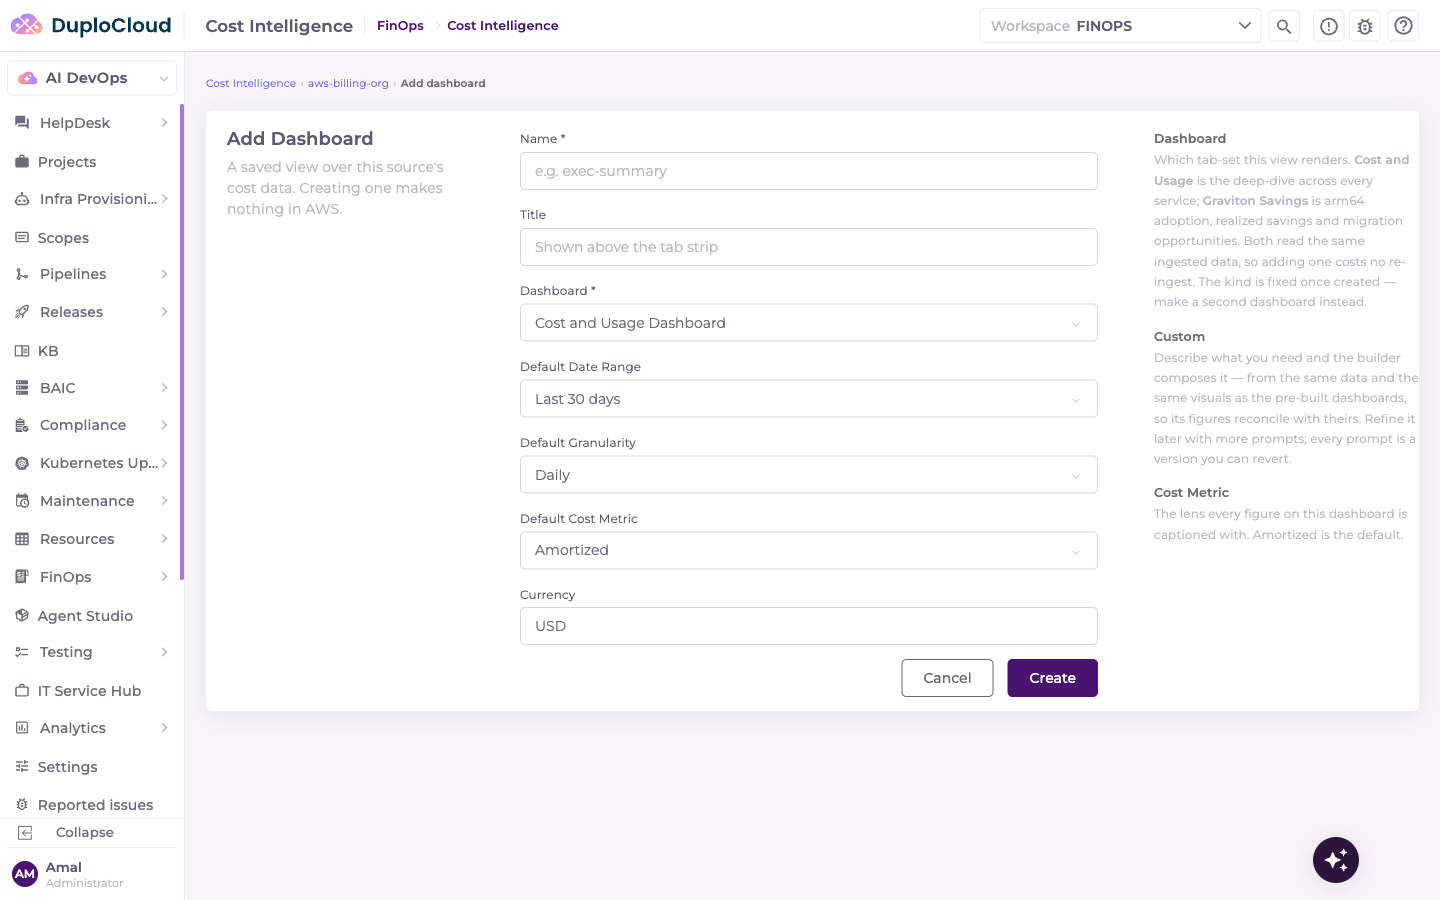 DuploCloud
Cost Intelligence
FinOps
Cost Intelligence
Workspace FINOPS
AI DevOps
HelpDesk
Projects
Infra Provisioni...
Scopes
Pipelines
Releases
KB
BAIC
Compliance
Kubernetes Up...
Maintenance
Resources
FinOps
Agent Studio
Testing
IT Service Hub
Analytics
Settings
Reported issues
Collapse
AM
Amal
Administrator
Cost Intelligence › aws-billing-org › Add dashboard
Add Dashboard
A saved view over this source's
cost data. Creating one makes
nothing in AWS.
Name *
e.g. exec-summary
Title
Shown above the tab strip
Dashboard *
Cost and Usage Dashboard
Default Date Range
Last 30 days
Default Granularity
Daily
Default Cost Metric
Amortized
Currency
USD
Cancel
Create
Dashboard
Which tab-set this view renders. Cost and
Usage is the deep-dive across every
service; Graviton Savings is arm64
adoption, realized savings and migration
opportunities. Both read the same
ingested data, so adding one costs no re-
ingest. The kind is fixed once created —
make a second dashboard instead.
Custom
Describe what you need and the builder
composes it — from the same data and the
same visuals as the pre-built dashboards,
so its figures reconcile with theirs. Refine it
later with more prompts; every prompt is a
version you can revert.
Cost Metric
The lens every figure on this dashboard is
captioned with. Amortized is the default.